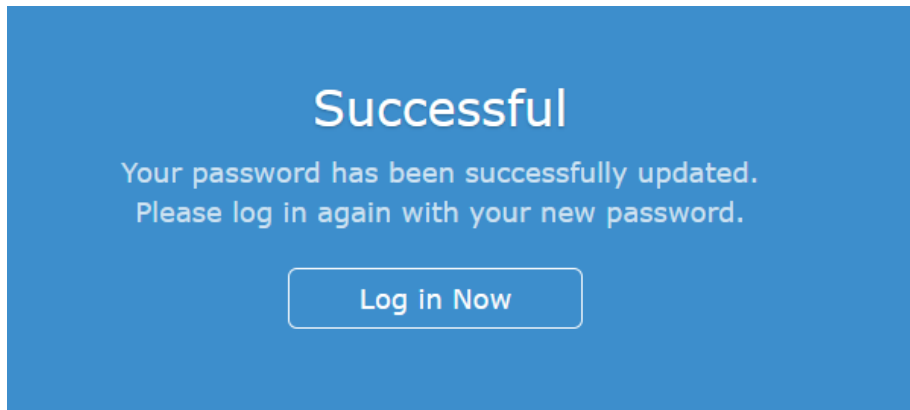 Successful
Your password has been successfully updated.
Please log in again with your new password.
Log in Now